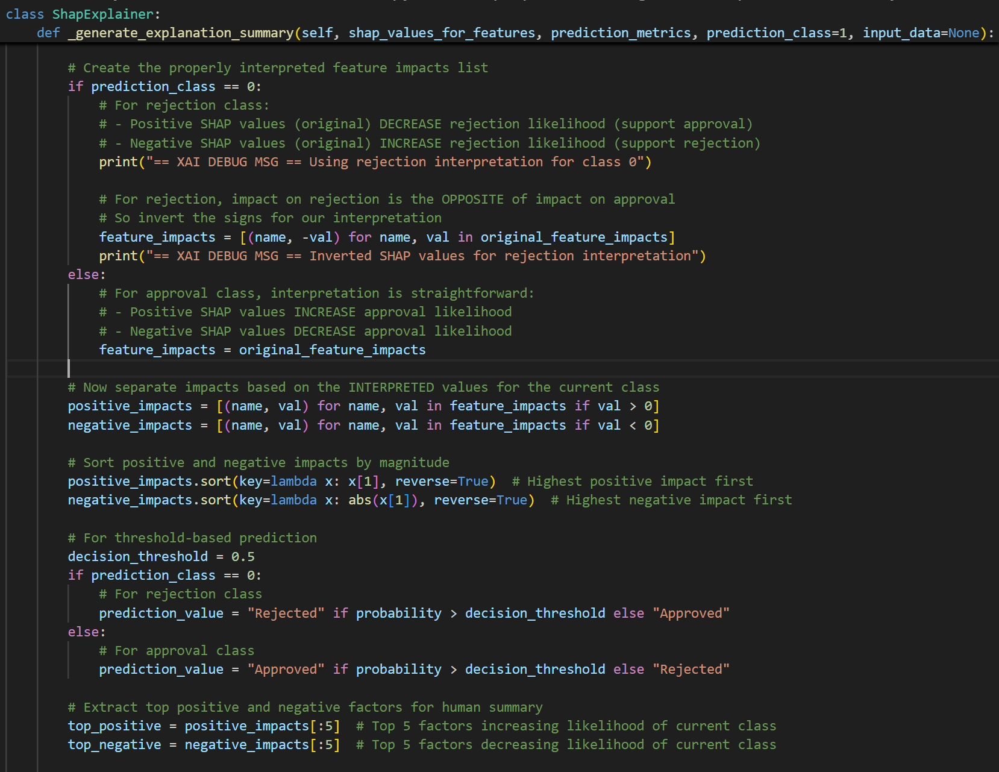 class ShapExplainer:
    def _generate_explanation_summary(self, shap_values_for_features, prediction_metrics, prediction_class=1, input_data=None):
        # Create the properly interpreted feature impacts list
        if prediction_class == 0:
            # For rejection class:
            # - Positive SHAP values (original) DECREASE rejection likelihood (support approval)
            # - Negative SHAP values (original) INCREASE rejection likelihood (support rejection)
            print("== XAI DEBUG MSG == Using rejection interpretation for class 0")

            # For rejection, impact on rejection is the OPPOSITE of impact on approval
            # So invert the signs for our interpretation
            feature_impacts = [(name, -val) for name, val in original_feature_impacts]
            print("== XAI DEBUG MSG == Inverted SHAP values for rejection interpretation")
        else:
            # For approval class, interpretation is straightforward:
            # - Positive SHAP values INCREASE approval likelihood
            # - Negative SHAP values DECREASE approval likelihood
            feature_impacts = original_feature_impacts

        # Now separate impacts based on the INTERPRETED values for the current class
        positive_impacts = [(name, val) for name, val in feature_impacts if val > 0]
        negative_impacts = [(name, val) for name, val in feature_impacts if val < 0]

        # Sort positive and negative impacts by magnitude
        positive_impacts.sort(key=lambda x: x[1], reverse=True)  # Highest positive impact first
        negative_impacts.sort(key=lambda x: abs(x[1]), reverse=True)  # Highest negative impact first

        # For threshold-based prediction
        decision_threshold = 0.5
        if prediction_class == 0:
            # For rejection class
            prediction_value = "Rejected" if probability > decision_threshold else "Approved"
        else:
            # For approval class
            prediction_value = "Approved" if probability > decision_threshold else "Rejected"

        # Extract top positive and negative factors for human summary
        top_positive = positive_impacts[:5]  # Top 5 factors increasing likelihood of current class
        top_negative = negative_impacts[:5]  # Top 5 factors decreasing likelihood of current class